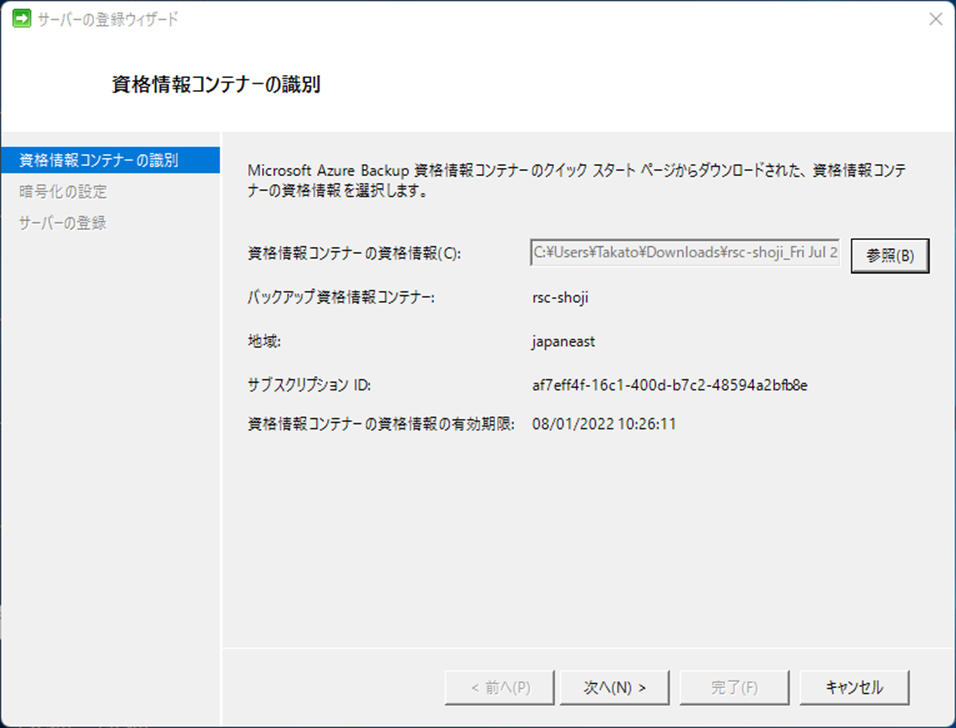 サーバーの登録ウィザード
資格情報コンテナーの識別
資格情報コンテナーの識別
暗号化の設定
サーバーの登録
Microsoft Azure Backup 資格情報コンテナーのクイック スタート ページからダウンロードされた、資格情報コンテ
ナーの資格情報を選択します。
資格情報コンテナーの資格情報(C): C:¥Users¥Takato¥Downloads¥rsc-shoji_Fri Jul 2 参照(B)
バックアップ資格情報コンテナー: rsc-shoji
地域: japaneast
サブスクリプション ID: af7eff4f-16c1-400d-b7c2-48594a2bfb8e
資格情報コンテナーの資格情報の有効期限: 08/01/2022 10:26:11
< 前へ(P) 次へ(N) > 完了(F) キャンセル